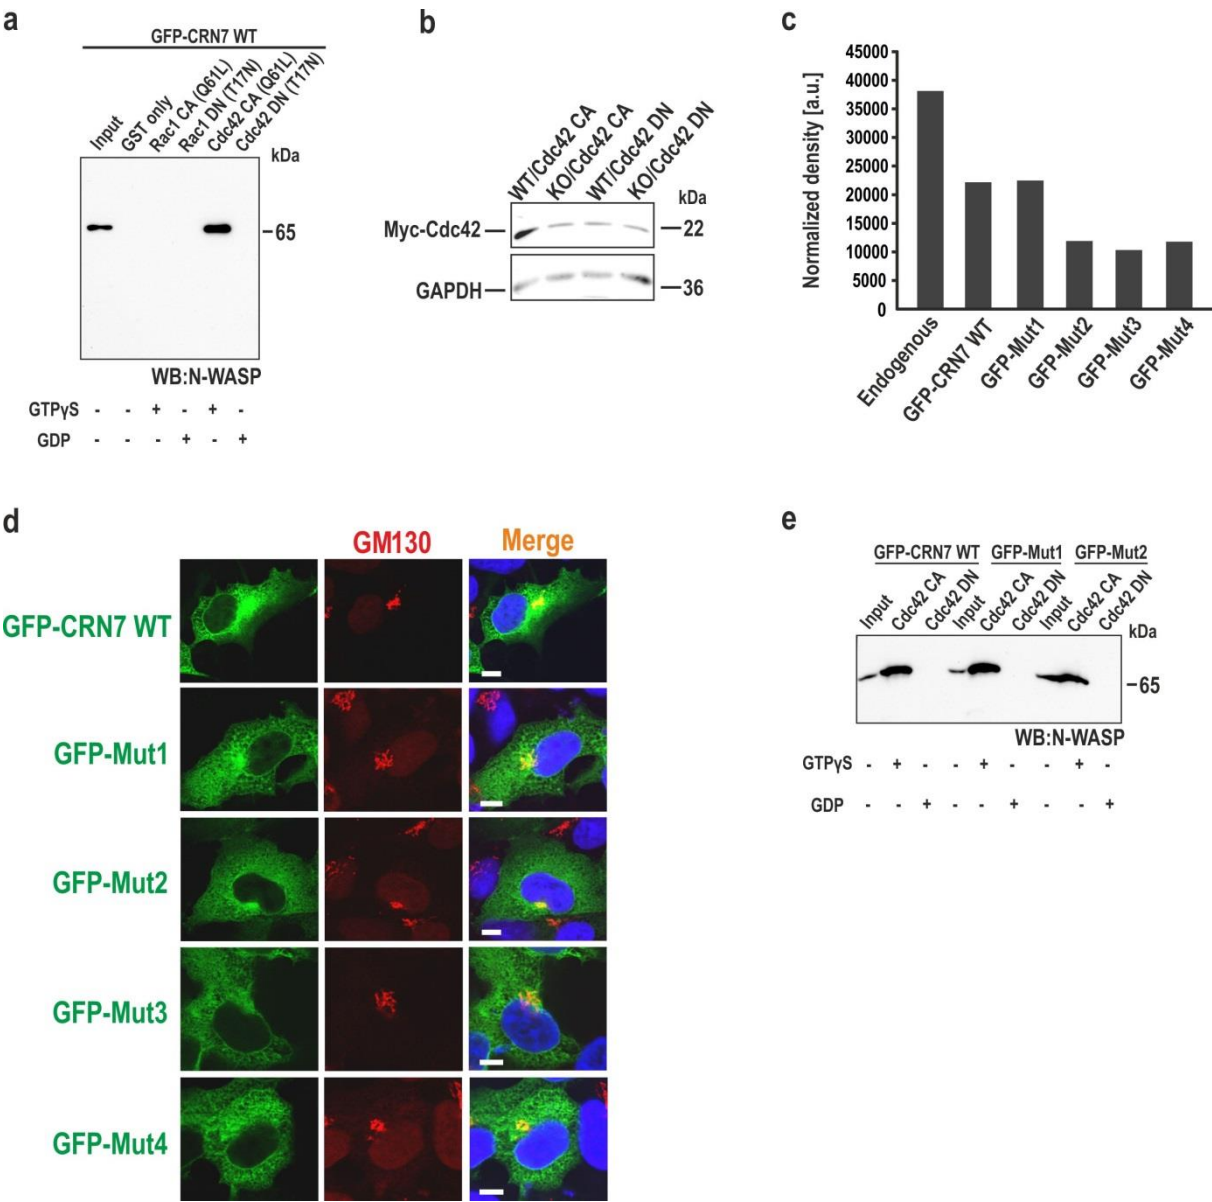 a
GFP-CRN7 WT
Input
GST only
Rac1 CA (Q61L)
Rac1 DN (T17N)
Cdc42 CA (Q61L)
Cdc42 DN (T17N)
kDa
65
WB:N-WASP
GTPγS - - + - + -
GDP - - - + - +
b
WT/Cdc42 CA
KO/Cdc42 CA
WT/Cdc42 DN
KO/Cdc42 DN
kDa
Myc-Cdc42
22
GAPDH
36
c
Normalized density [a.u.]
45000
40000
35000
30000
25000
20000
15000
10000
5000
0
Endogenous
GFP-CRN7 WT
GFP-Mut1
GFP-Mut2
GFP-Mut3
GFP-Mut4
d
GM130
Merge
GFP-CRN7 WT
GFP-Mut1
GFP-Mut2
GFP-Mut3
GFP-Mut4
e
GFP-CRN7 WT GFP-Mut1 GFP-Mut2
Input
Cdc42 CA
Cdc42 DN
Input
Cdc42 CA
Cdc42 DN
Input
Cdc42 CA
Cdc42 DN
kDa
65
WB:N-WASP
GTPγS - + - - + - - + -
GDP - - + - - + - - +